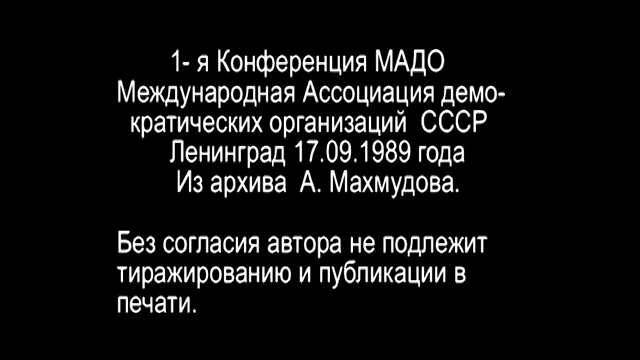 1- я Конференция МАДО
Международная Ассоциация демо-
кратических организаций СССР
Ленинград 17.09.1989 года
Из архива А. Махмудова.
Без согласия автора не подлежит
тиражированию и публикации в
печати.